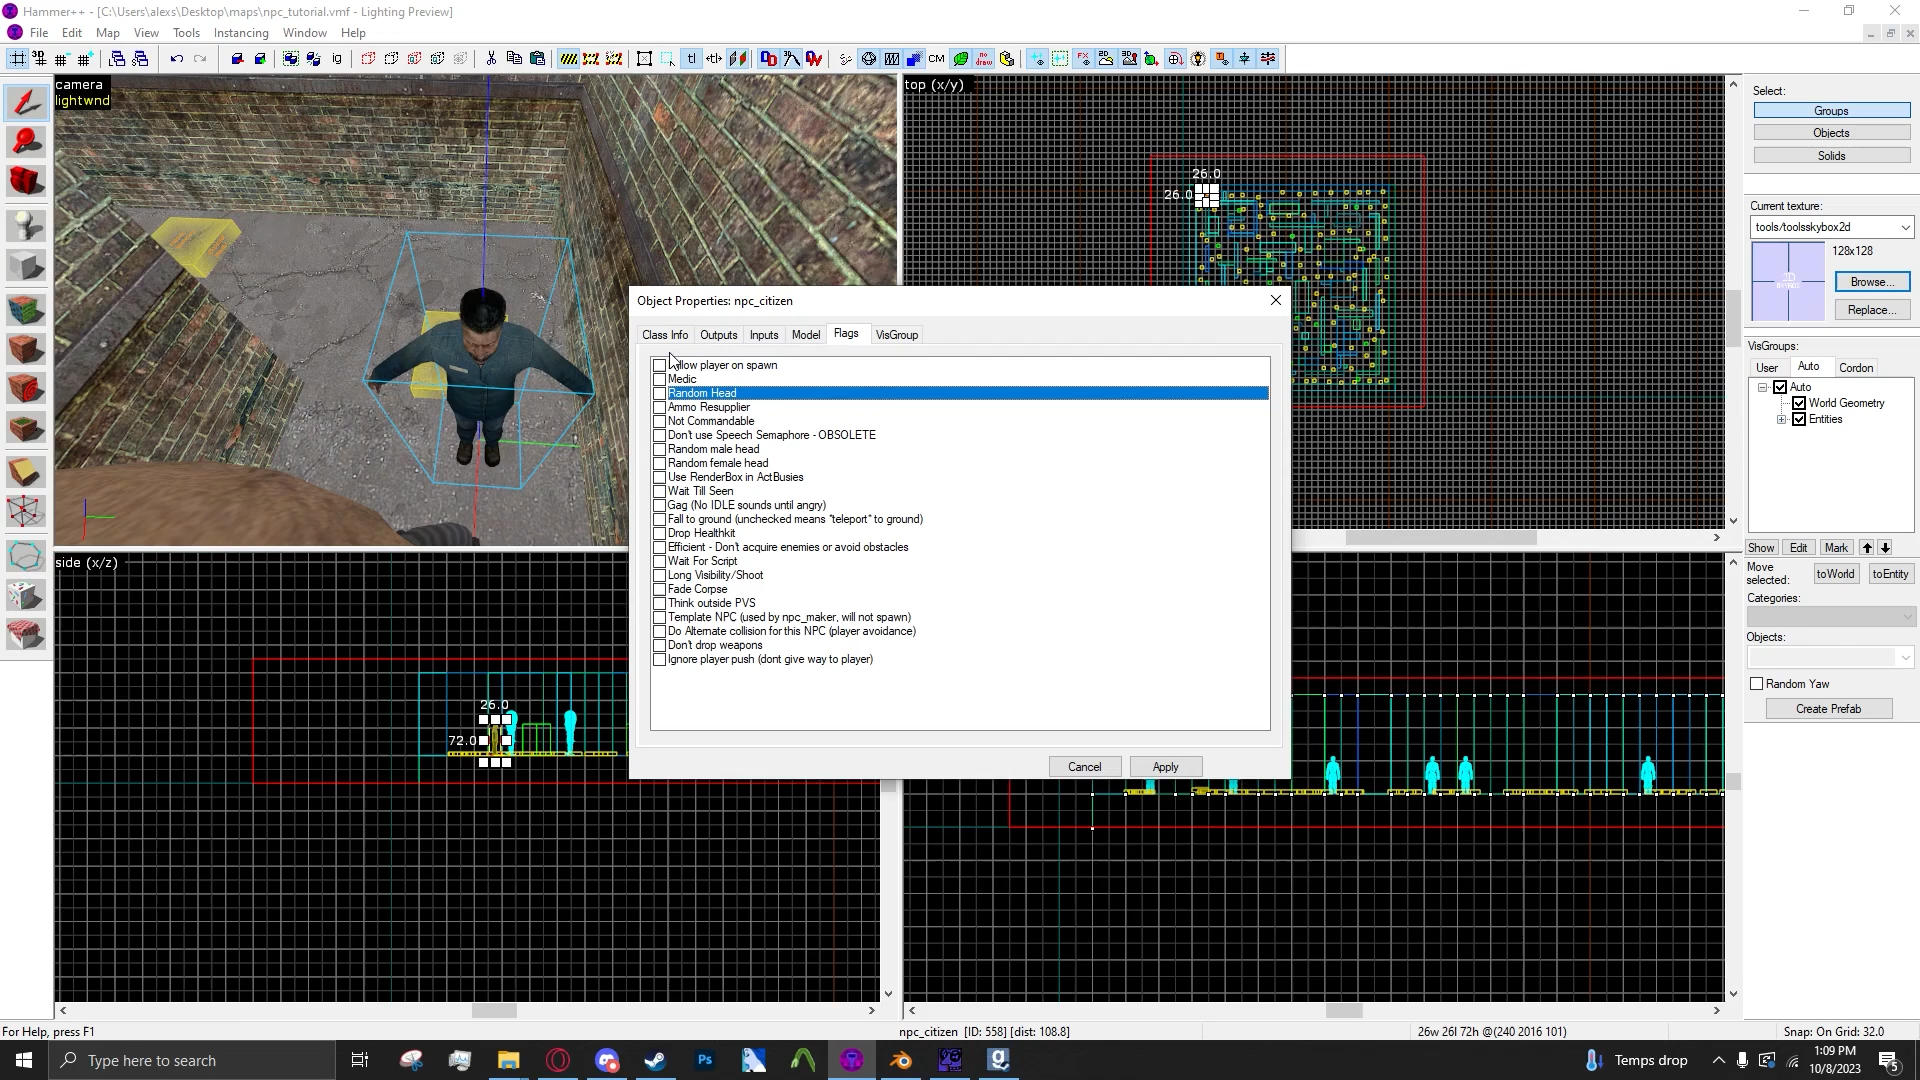 Hammer++ - [C:\Users\alexs\Desktop\maps\npc_tutorial.vmf - Lighting Preview]
File Edit Map View Tools Instancing Window Help
camera
lightwnd
top (x/y)
26.0
26.0
side (x/z)
26.0
72.0
Object Properties: npc_citizen
Class Info Outputs Inputs Model Flags VisGroup
ollow player on spawn
Medic
Random Head
Ammo Resupplier
Not Commandable
Don't use Speech Semaphore - OBSOLETE
Random male head
Random female head
Use RenderBox in ActBusies
Wait Till Seen
Gag (No IDLE sounds until angry)
Fall to ground (unchecked means *teleport* to ground)
Drop Healthkit
Efficient - Don't acquire enemies or avoid obstacles
Wait For Script
Long Visibility/Shoot
Fade Corpse
Think outside PVS
Template NPC (used by npc_maker, will not spawn)
Do Alternate collision for this NPC (player avoidance)
Don't drop weapons
Ignore player push (dont give way to player)
Cancel Apply
Select:
Groups
Objects
Solids
Current texture:
tools/toolsskybox2d
2D
128x128
Browse...
Replace...
VisGroups:
User Auto Cordon
Auto
World Geometry
Entities
Show Edit Mark
Move selected:
toWorld toEntity
Categories:
Objects:
Random Yaw
Create Prefab
For Help, press F1
npc_citizen [ID: 558] [dist: 108.8]
26w 26l 72h @(240 2016 101)
Snap: On Grid: 32.0
Type here to search
Temps drop
1:09 PM
10/8/2023
5